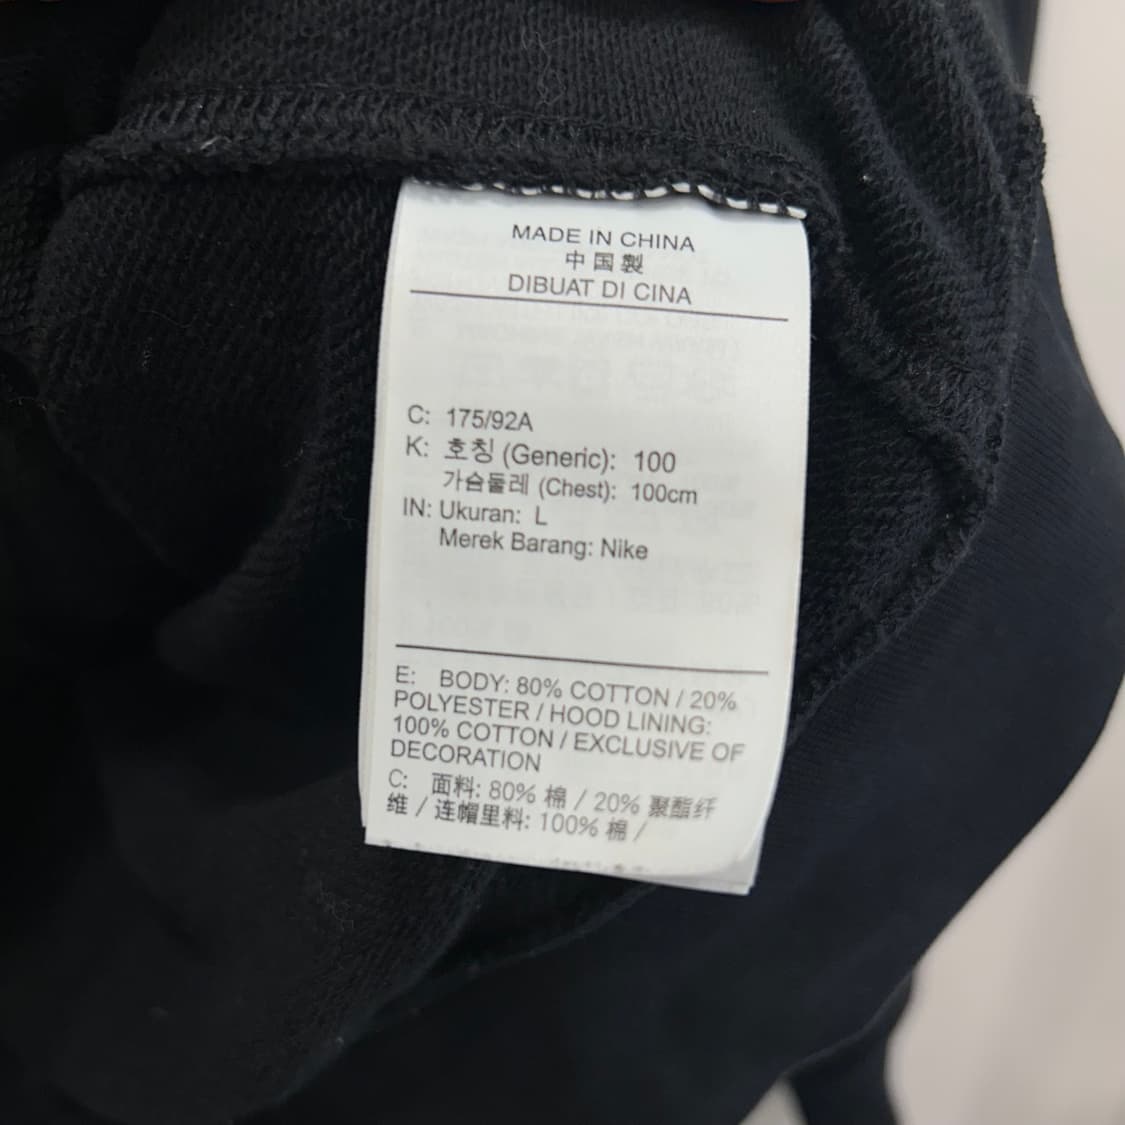 MADE IN CHINA
中国製
DIBUAT DI CINA
C: 175/92A
K: 호칭 (Generic): 100
가슴둘레 (Chest): 100cm
IN: Ukuran: L
Merek Barang: Nike
E: BODY: 80% COTTON / 20%
POLYESTER / HOOD LINING:
100% COTTON / EXCLUSIVE OF
DECORATION
C: 面料: 80% 棉 / 20% 聚酯纤
维 / 连帽里料: 100% 棉 /